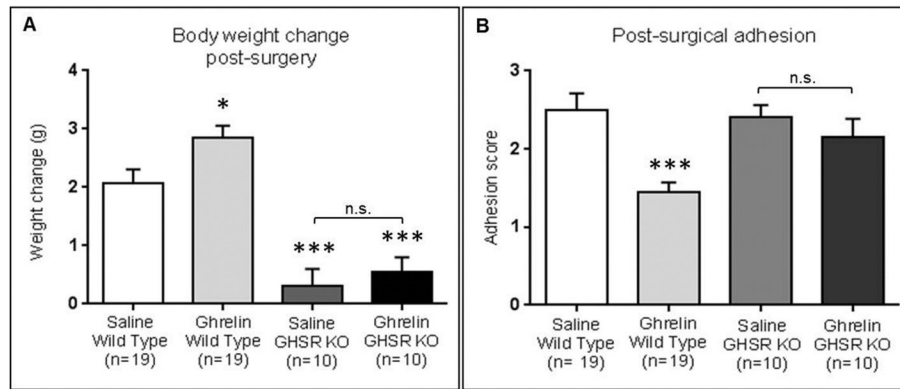 A
Body weight change
post-surgery
Weight change (g)
4
3
2
1
0
*
***
n.s.
***
Saline
Wild Type
(n=19)
Ghrelin
Wild Type
(n=19)
Saline
GHSR KO
(n=10)
Ghrelin
GHSR KO
(n=10)
B
Post-surgical adhesion
Adhesion score
3
2
1
0
***
n.s.
Saline
Wild Type
(n= 19)
Ghrelin
Wild Type
(n=19)
Saline
GHSR KO
(n=10)
Ghrelin
GHSR KO
(n=10)